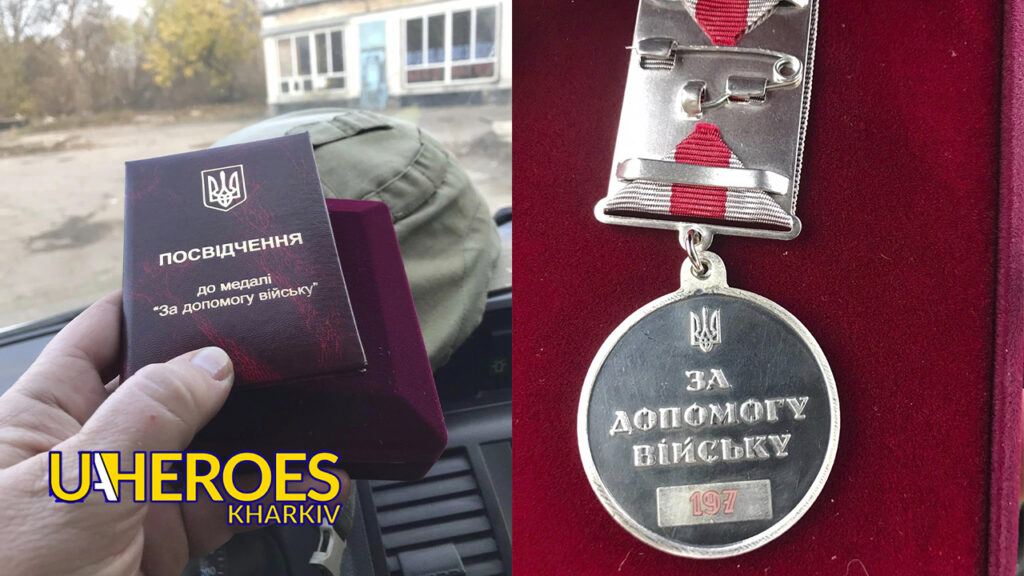 ПОСВІДЧЕННЯ
до медалі
"За допомогу війську"
UAHEROES
KHARKIV
ЗА
ДОПОМОГУ
ВІЙСЬКУ
197